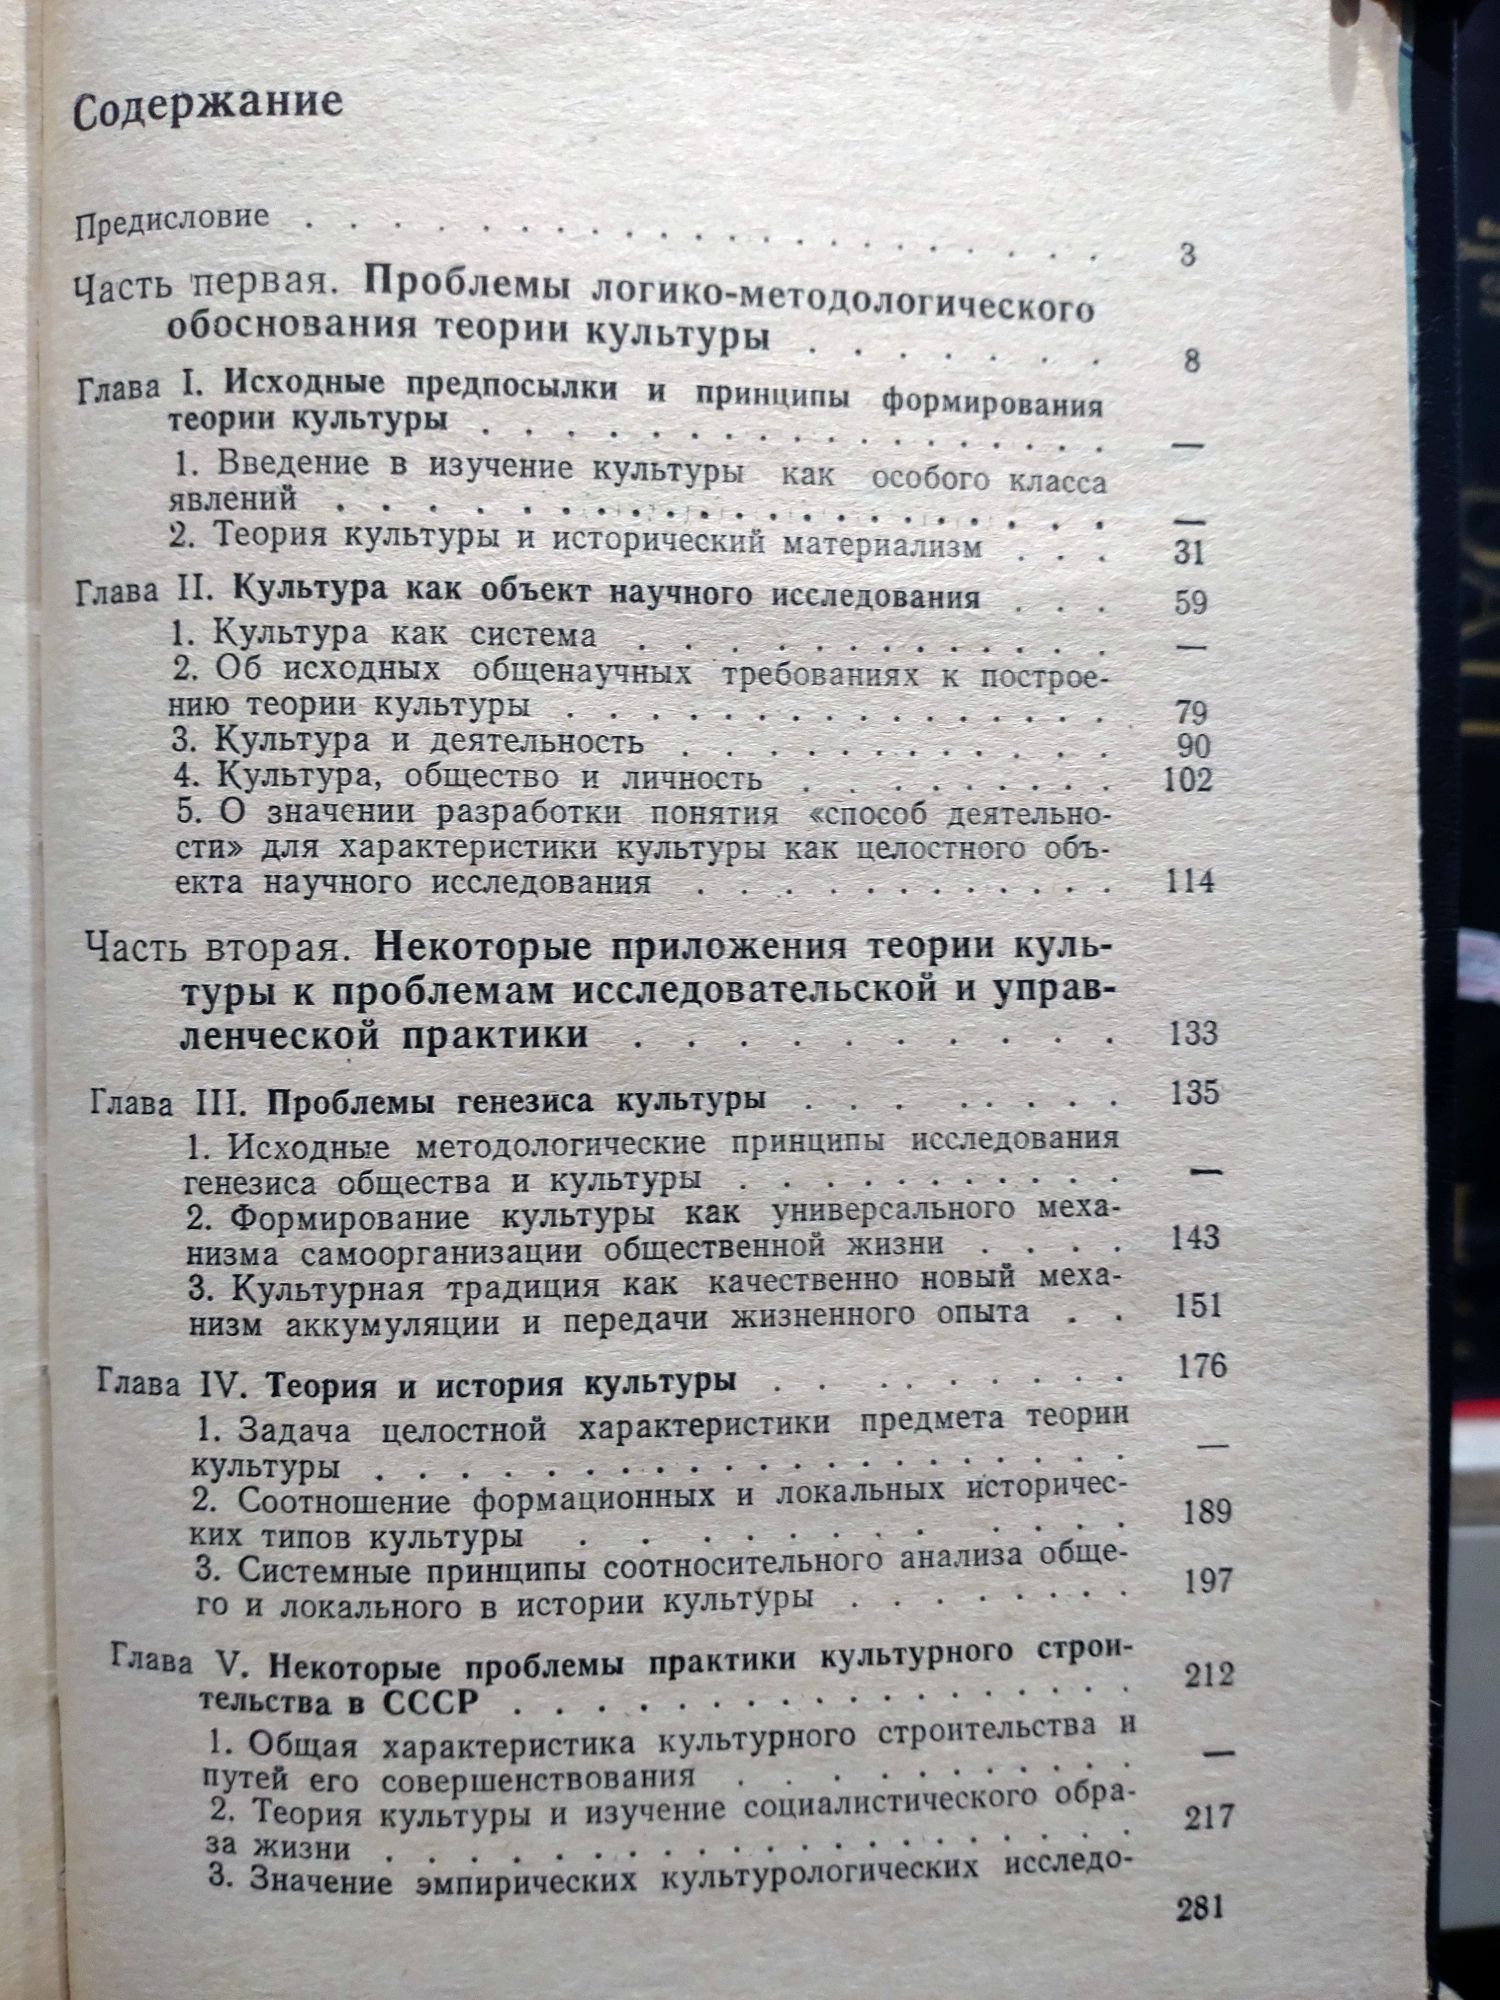 Содержание
Предисловие . . . . . . . . . . . . . . . . . . . . 3
Часть первая. Проблемы логико-методологического
обоснования теории культуры . . . . . . . 8
Глава I. Исходные предпосылки и принципы формирования
теории культуры . . . . . . . . . . . . . . . —
1. Введение в изучение культуры как особого класса
явлений . . . . . . . . . . . . . . . . . . —
2. Теория культуры и исторический материализм . . . 31
Глава II. Культура как объект научного исследования . . . 59
1. Культура как система . . . . . . . . . . . . —
2. Об исходных общенаучных требованиях к построе-
нию теории культуры . . . . . . . . . . . . . . 79
3. Культура и деятельность . . . . . . . . . . . 90
4. Культура, общество и личность . . . . . . . . . 102
5. О значении разработки понятия «способ деятельно-
сти» для характеристики культуры как целостного объ-
екта научного исследования . . . . . . . . . . . 114
Часть вторая. Некоторые приложения теории куль-
туры к проблемам исследовательской и управ-
ленческой практики . . . . . . . . . . 133
Глава III. Проблемы генезиса культуры . . . . . . . . . 135
1. Исходные методологические принципы исследования
генезиса общества и культуры . . . . . . . . . . —
2. Формирование культуры как универсального меха-
низма самоорганизации общественной жизни . . . . 143
3. Культурная традиция как качественно новый меха-
низм аккумуляции и передачи жизненного опыта . . 151
Глава IV. Теория и история культуры . . . . . . . . . 176
1. Задача целостной характеристики предмета теории
культуры . . . . . . . . . . . . . . . . . —
2. Соотношение формационных и локальных историчес-
ких типов культуры . . . . . . . . . . . . 189
3. Системные принципы соотносительного анализа обще-
го и локального в истории культуры . . . . . . . 197
Глава V. Некоторые проблемы практики культурного строи-
тельства в СССР . . . . . . . . . . . . . . . 212
1. Общая характеристика культурного строительства и
путей его совершенствования . . . . . . . . . . —
2. Теория культуры и изучение социалистического обра-
за жизни . . . . . . . . . . . . . . . . . 217
3. Значение эмпирических культурологических исследо-
281